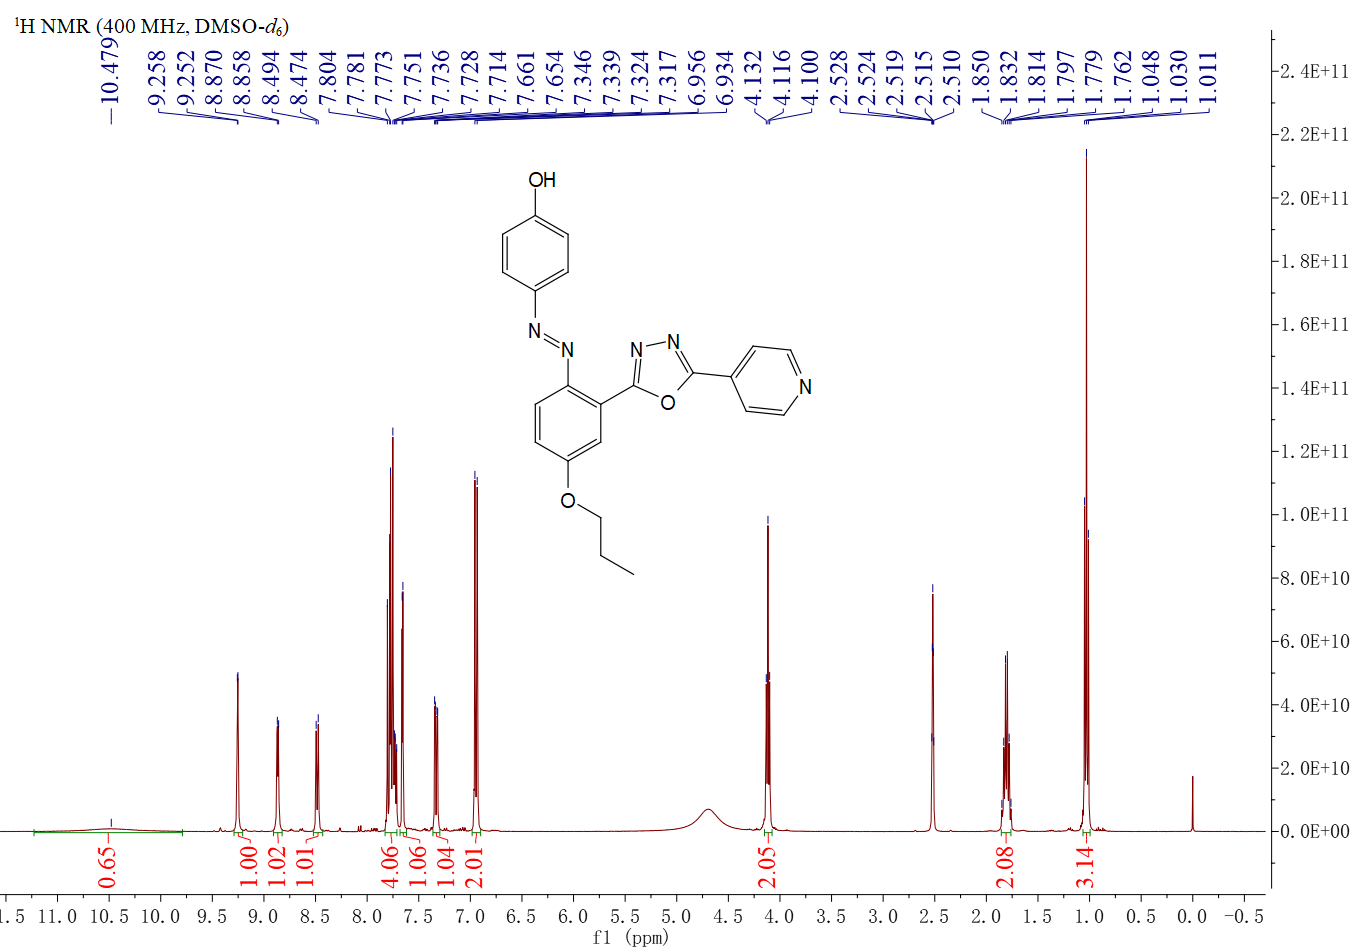 ¹H NMR (400 MHz, DMSO-d₆)
—10.479
9.258
9.252
8.870
8.858
8.494
8.474
7.804
7.781
7.773
7.751
7.736
7.728
7.714
7.661
7.654
7.346
7.339
7.324
7.317
6.956
6.934
4.132
4.116
4.100
2.528
2.524
2.519
2.515
2.510
1.850
1.832
1.814
1.797
1.779
1.762
1.048
1.030
1.011
2.4E+11
2.2E+11
2.0E+11
1.8E+11
1.6E+11
1.4E+11
1.2E+11
1.0E+11
8.0E+10
6.0E+10
4.0E+10
2.0E+10
0.0E+00
OH
N
N
N
N
O
N
O
0.65
1.00
1.02
1.01
4.06
1.06
1.04
2.01
2.05
2.08
3.14
1.5 11.0 10.5 10.0 9.5 9.0 8.5 8.0 7.5 7.0 6.5 6.0 5.5 5.0 4.5 4.0 3.5 3.0 2.5 2.0 1.5 1.0 0.5 0.0 -0.5
f1 (ppm)